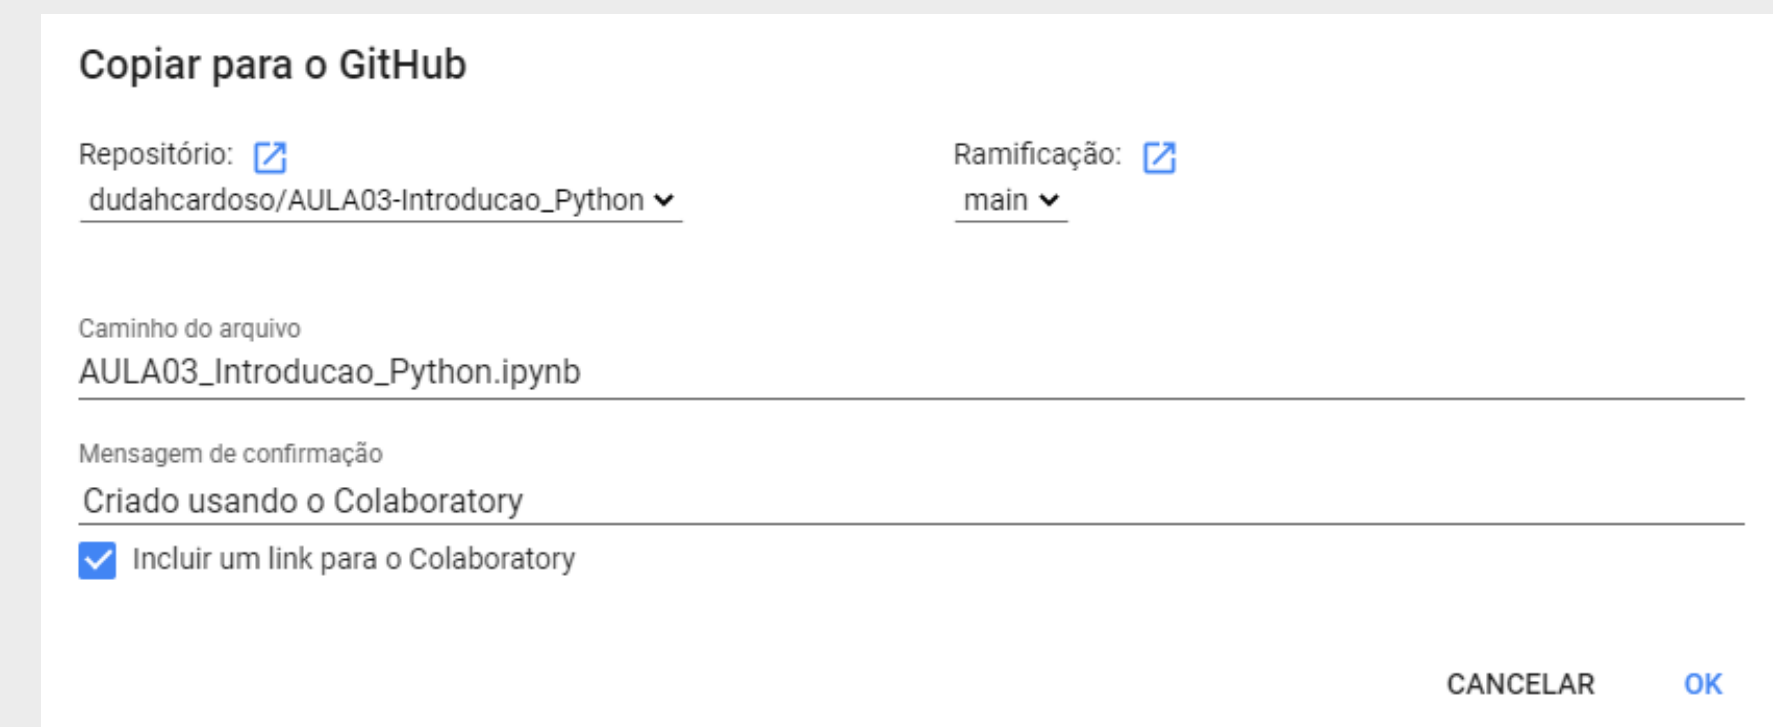 Copiar para o GitHub
Repositório:
Ramificação:
dudahcardoso/AULA03-Introducao_Python
main
Caminho do arquivo
AULA03_Introducao_Python.ipynb
Mensagem de confirmação
Criado usando o Colaboratory
Incluir um link para o Colaboratory
CANCELAR
OK